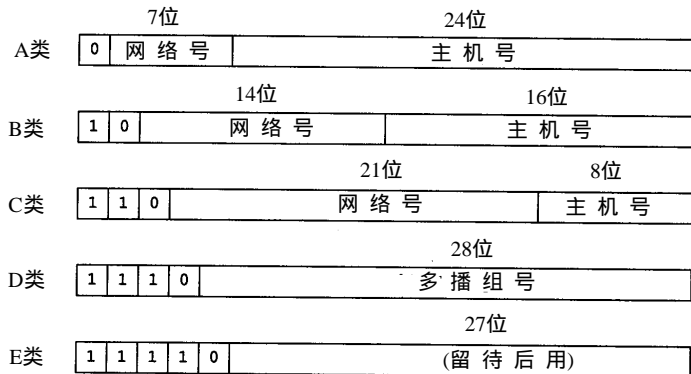 7位 24位
A类 0 网络号 主机号
14位 16位
B类 1 0 网络号 主机号
21位 8位
C类 1 1 0 网络号 主机号
28位
D类 1 1 1 0 多播组号
27位
E类 1 1 1 1 0 (留待后用)